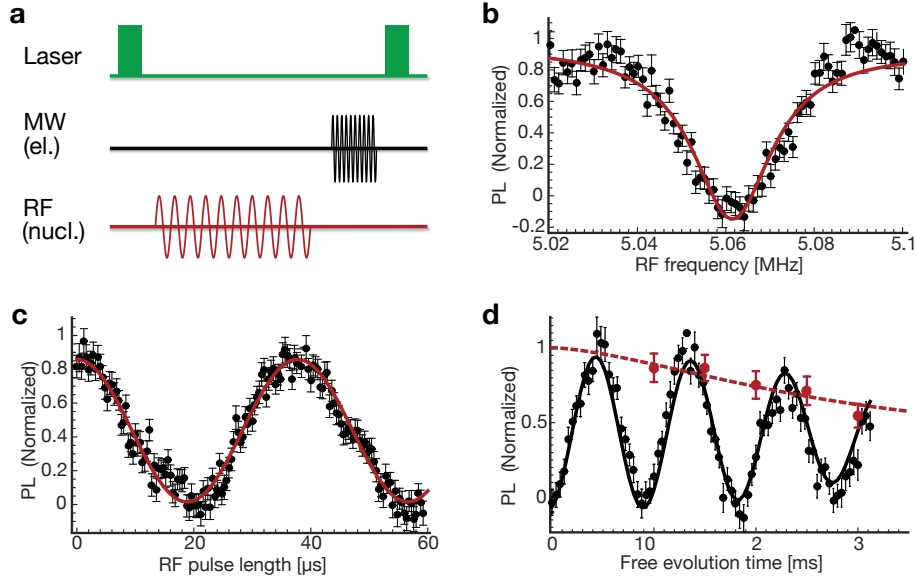 a
Laser
MW
(el.)
RF
(nucl.)
b
PL (Normalized)
1
0.8
0.6
0.4
0.2
0
-0.2
5.02
5.04
5.06
5.08
5.1
RF frequency [MHz]
c
PL (Normalized)
1
0.8
0.6
0.4
0.2
0
0
20
40
60
RF pulse length [µs]
d
PL (Normalized)
1
0.5
0
0
10
2
3
Free evolution time [ms]